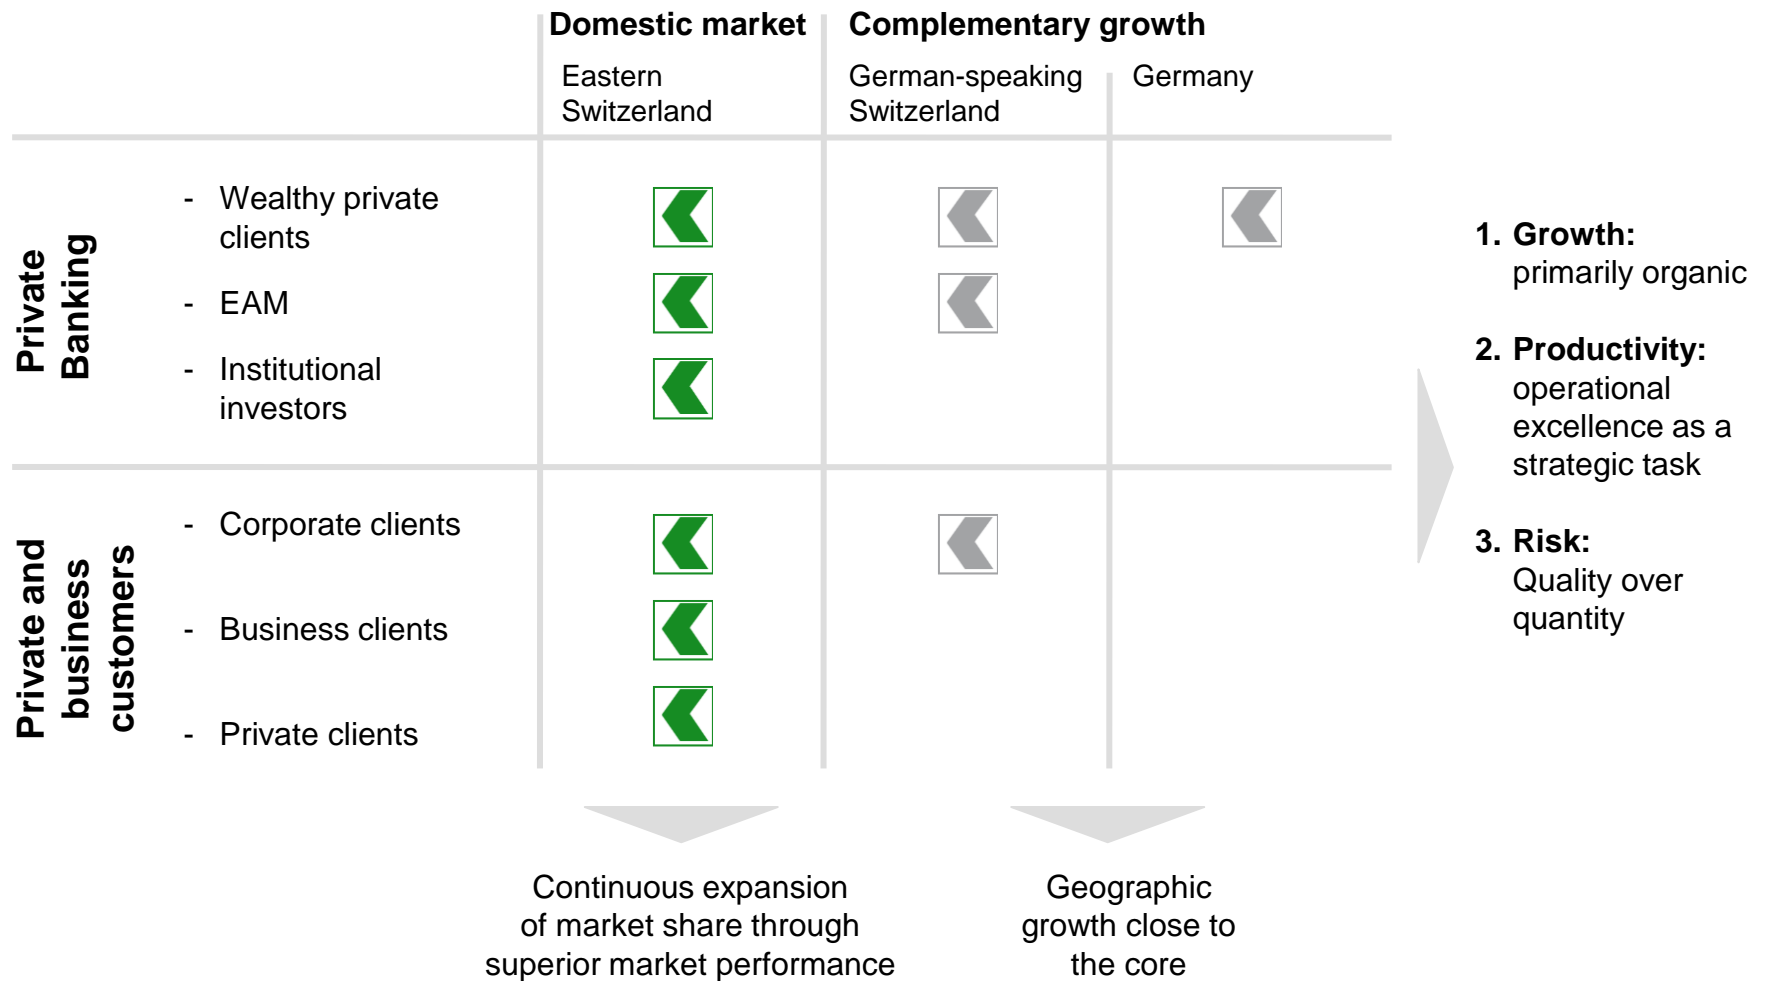 Domestic market
Complementary growth
Eastern
Switzerland
German-speaking
Switzerland
Germany
Private
Banking
- Wealthy private
clients
- EAM
- Institutional
investors
Private and
business
customers
- Corporate clients
- Business clients
- Private clients
1. Growth:
primarily organic
2. Productivity:
operational
excellence as a
strategic task
3. Risk:
Quality over
quantity
Continuous expansion
of market share through
superior market performance
Geographic
growth close to
the core